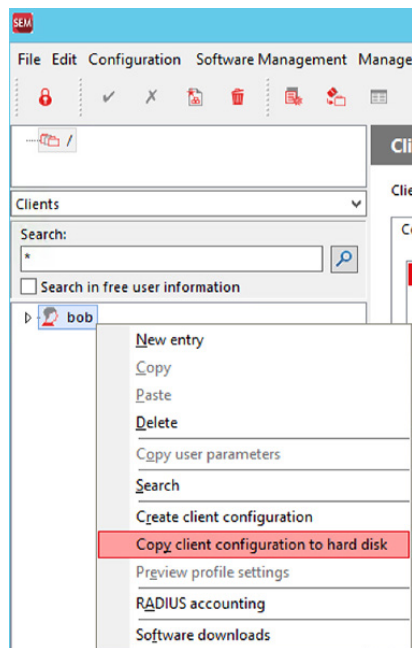 SEM
File Edit Configuration Software Management Manage
/
Cli
Clients
Clie
Search:
C
*
Search in free user information
bob
New entry
Copy
Paste
Delete
Copy user parameters
Search
Create client configuration
Copy client configuration to hard disk
Preview profile settings
RADIUS accounting
Software downloads